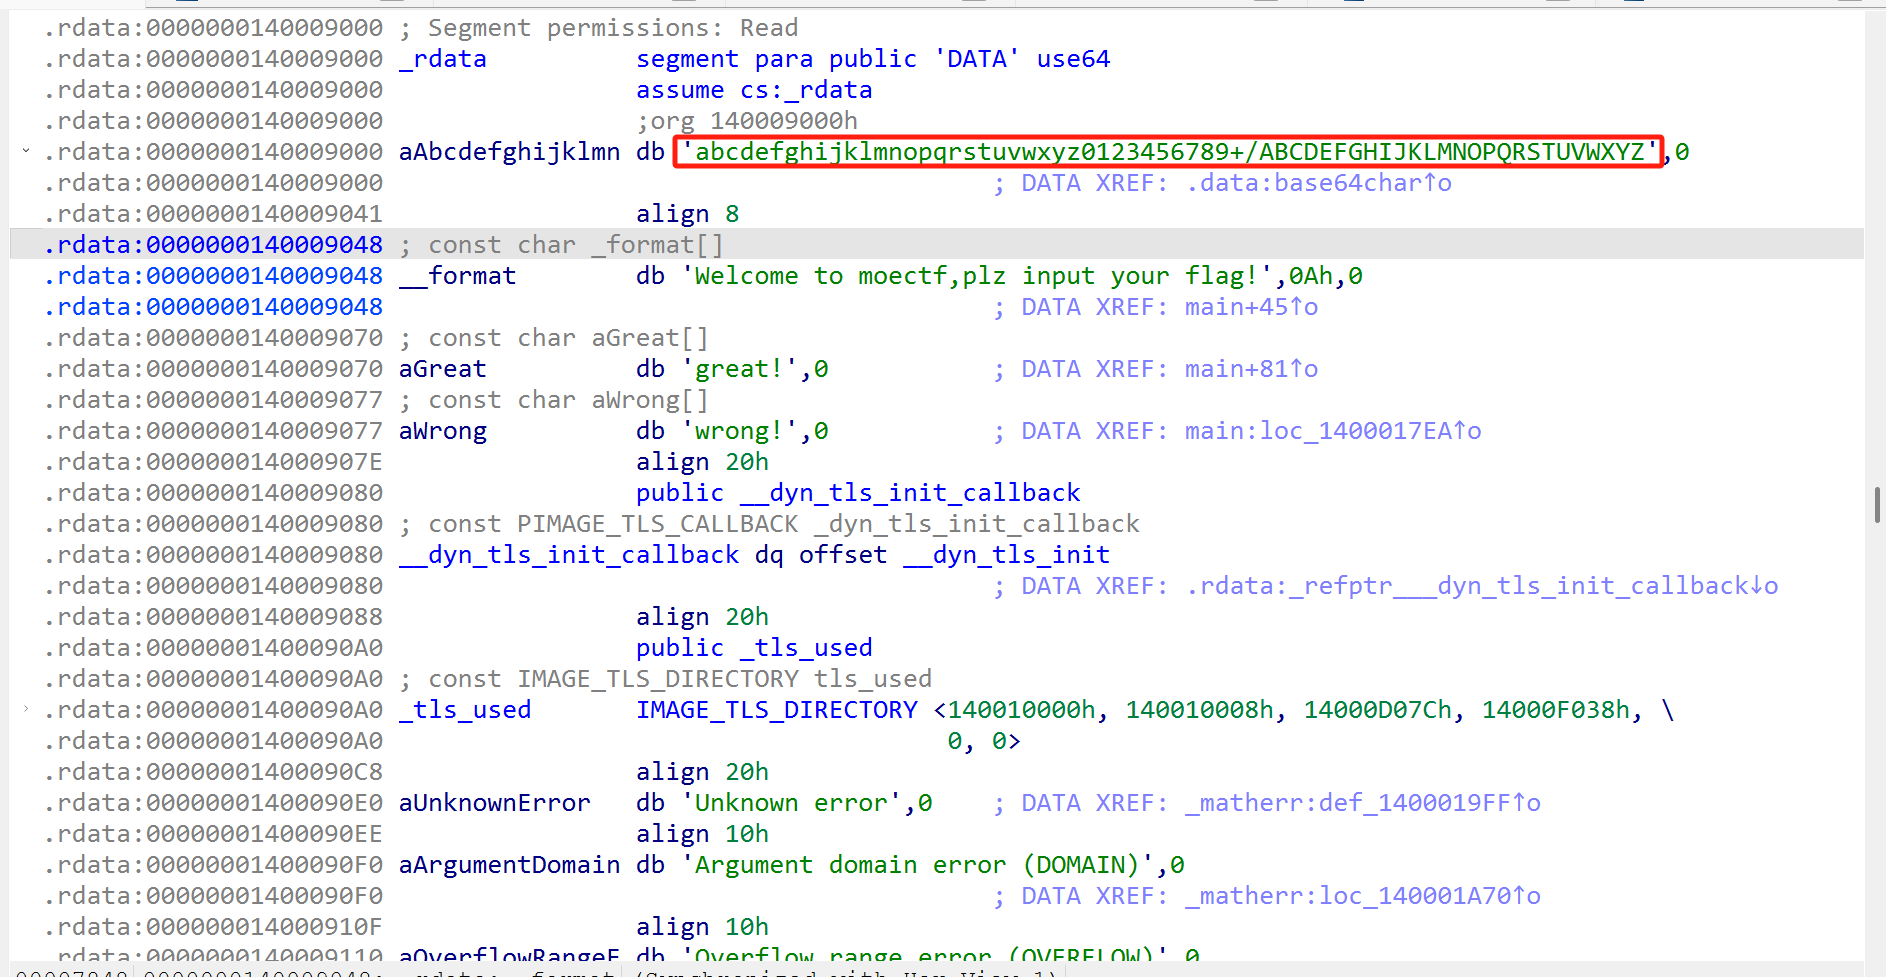 .rdata:0000000140009000 ; Segment permissions: Read
.rdata:0000000140009000 _rdata segment para public 'DATA' use64
.rdata:0000000140009000 assume cs:_rdata
.rdata:0000000140009000 ;org 140009000h
.rdata:0000000140009000 aAbcdefghijklmn db 'abcdefghijklmnopqrstuvwxyz0123456789+/ABCDEFGHIJKLMNOPQRSTUVWXYZ',0
.rdata:0000000140009000 ; DATA XREF: .data:base64char↑o
.rdata:0000000140009041 align 8
.rdata:0000000140009048 ; const char _format[]
.rdata:0000000140009048 __format db 'Welcome to moectf,plz input your flag!',0Ah,0
.rdata:0000000140009048 ; DATA XREF: main+45↑o
.rdata:0000000140009070 ; const char aGreat[]
.rdata:0000000140009070 aGreat db 'great!',0 ; DATA XREF: main+81↑o
.rdata:0000000140009077 ; const char aWrong[]
.rdata:0000000140009077 aWrong db 'wrong!',0 ; DATA XREF: main:loc_1400017EA↑o
.rdata:000000014000907E align 20h
.rdata:0000000140009080 public __dyn_tls_init_callback
.rdata:0000000140009080 ; const PIMAGE_TLS_CALLBACK _dyn_tls_init_callback
.rdata:0000000140009080 __dyn_tls_init_callback dq offset __dyn_tls_init
.rdata:0000000140009080 ; DATA XREF: .rdata:_refptr___dyn_tls_init_callback↓o
.rdata:0000000140009088 align 20h
.rdata:00000001400090A0 public _tls_used
.rdata:00000001400090A0 ; const IMAGE_TLS_DIRECTORY tls_used
.rdata:00000001400090A0 _tls_used IMAGE_TLS_DIRECTORY <140010000h, 140010008h, 14000D07Ch, 14000F038h, \
.rdata:00000001400090A0 0, 0>
.rdata:00000001400090C8 align 20h
.rdata:00000001400090E0 aUnknownError db 'Unknown error',0 ; DATA XREF: _matherr:def_1400019FF↑o
.rdata:00000001400090EE align 10h
.rdata:00000001400090F0 aArgumentDomain db 'Argument domain error (DOMAIN)',0
.rdata:00000001400090F0 ; DATA XREF: _matherr:loc_140001A70↑o
.rdata:000000014000910F align 10h
.rdata:0000000140009110 aOverflowRangeE db 'Overflow range error (OVERFLOW)',0